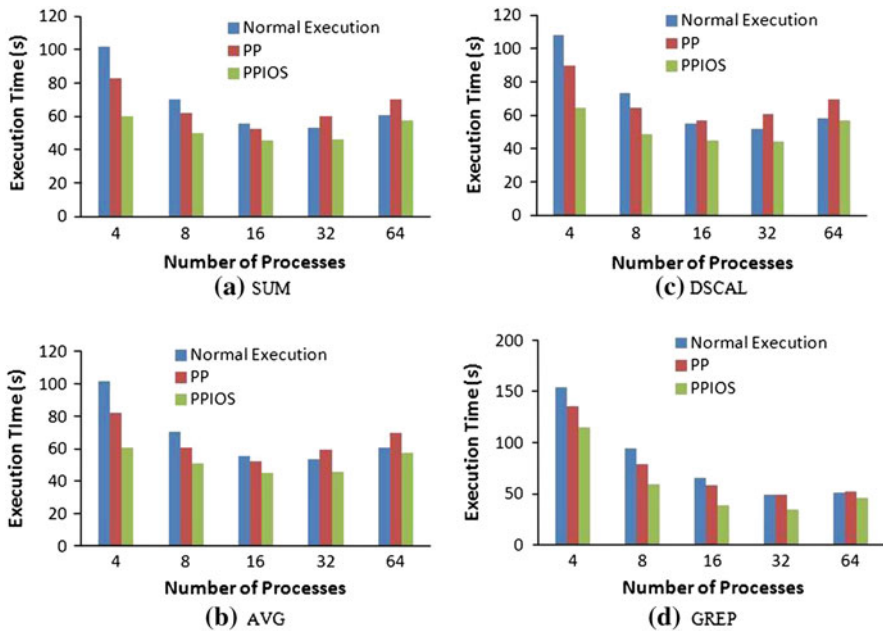 120
100
80
60
40
20
0
Execution Time (s)
Normal Execution
PP
PPIOS
4 8 16 32 64
Number of Processes
(a) SUM
120
100
80
60
40
20
0
Execution Time (s)
Normal Execution
PP
PPIOS
4 8 16 32 64
Number of Processes
(c) DSCAL
120
100
80
60
40
20
0
Execution TIme (s)
Normal Execution
PP
PPIOS
4 8 16 32 64
Number of Processes
(b) AVG
200
150
100
50
0
Execution Time (s)
Normal Execution
PP
PPIOS
4 8 16 32 64
Number of Processes
(d) GREP